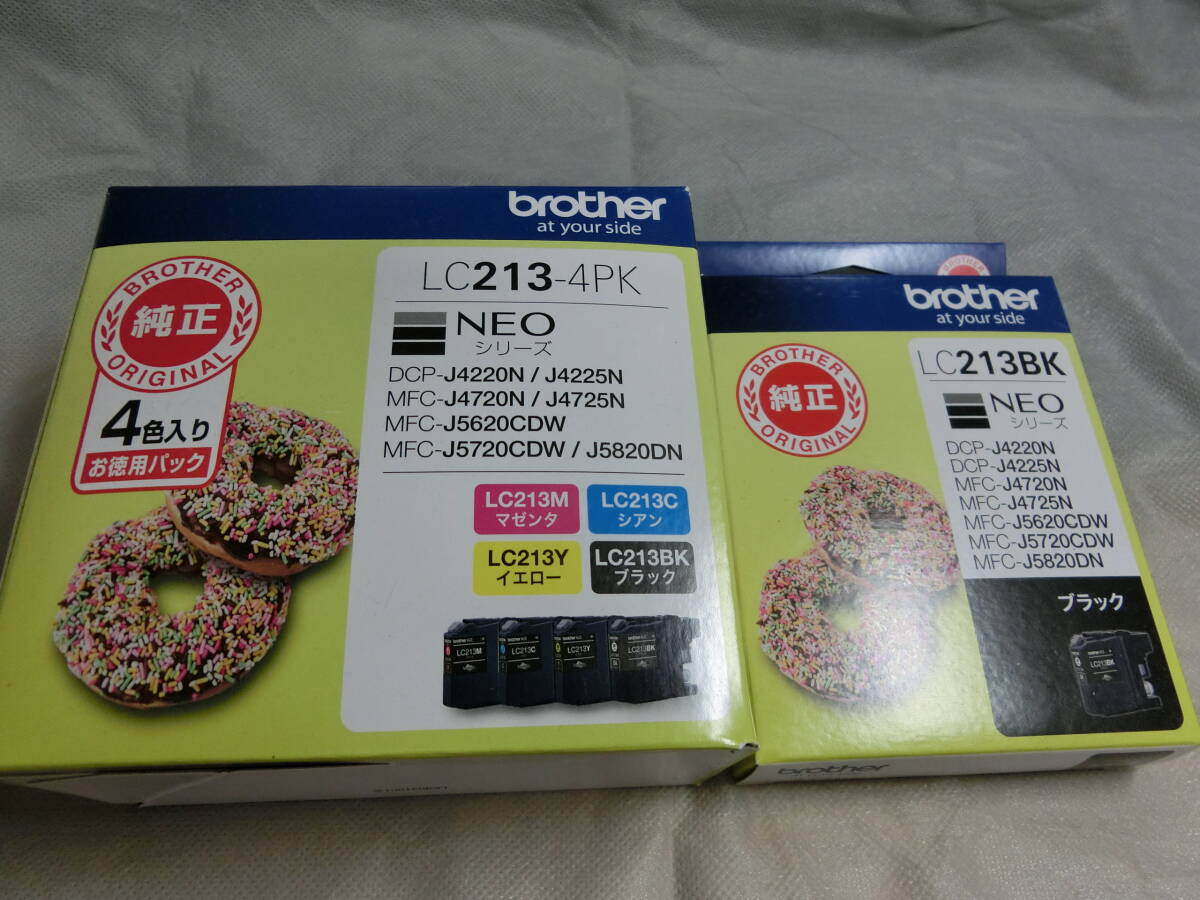 brother
at your side
BROTHER
純正
ORIGINAL
4色入り
お徳用パック
LC213-4PK
NEO
シリーズ
DCP-J4220N / J4225N
MFC-J4720N / J4725N
MFC-J5620CDW
MFC-J5720CDW / J5820DN
LC213M
マゼンタ
LC213C
シアン
LC213Y
イエロー
LC213BK
ブラック
brother
LC213M
LC213C
LC213Y
LC213BK
BROTHER
brother
at your side
BROTHER
純正
ORIGINAL
LC213BK
NEO
シリーズ
DCP-J4220N
DCP-J4225N
MFC-J4720N
MFC-J4725N
MFC-J5620CDW
MFC-J5720CDW
MFC-J5820DN
ブラック
LC213BK
brother